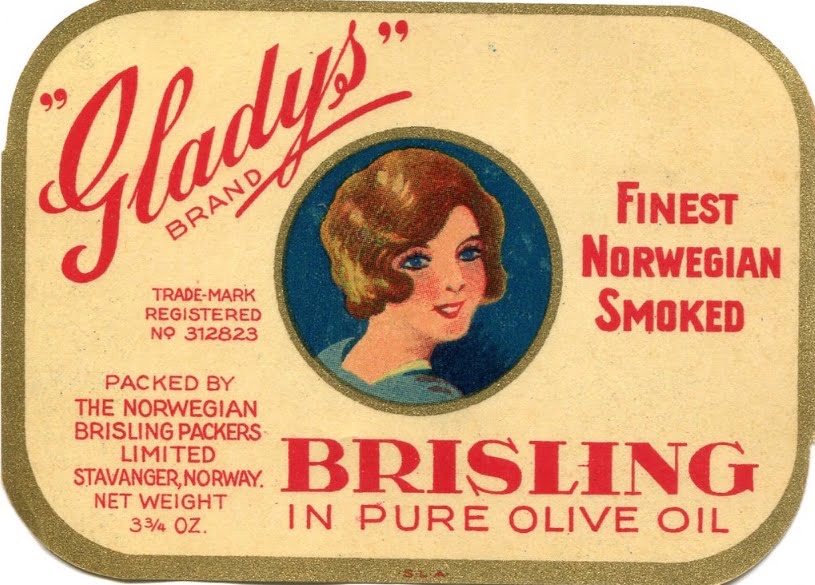 "Gladys"
BRAND
TRADE-MARK
REGISTERED
Nº 312823
PACKED BY
THE NORWEGIAN
BRISLING PACKERS
LIMITED
STAVANGER, NORWAY.
NET WEIGHT
3¾ OZ.
FINEST
NORWEGIAN
SMOKED
BRISLING
IN PURE OLIVE OIL
S.L.A.